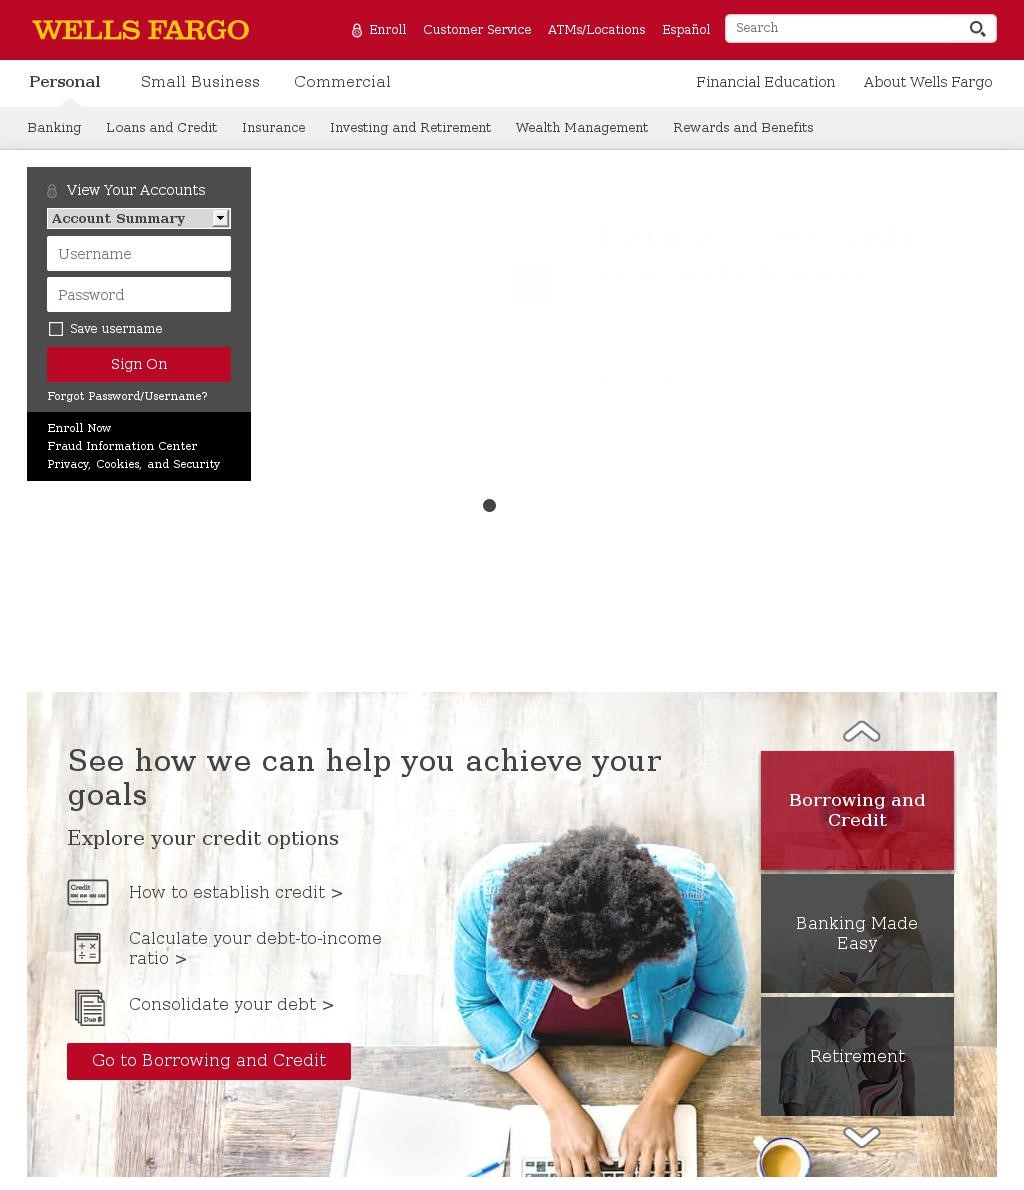 WELLS FARGO
Enroll Customer Service ATMs/Locations Español Search
Personal Small Business Commercial Financial Education About Wells Fargo
Banking Loans and Credit Insurance Investing and Retirement Wealth Management Rewards and Benefits
View Your Accounts
Account Summary
Username
Password
Save username
Sign On
Forgot Password/Username?
Enroll Now
Fraud Information Center
Privacy, Cookies, and Security
See how we can help you achieve your
goals
Explore your credit options
Credit
How to establish credit >
Calculate your debt-to-income
ratio >
Due $
Consolidate your debt >
Go to Borrowing and Credit
Borrowing and
Credit
Banking Made
Easy
Retirement